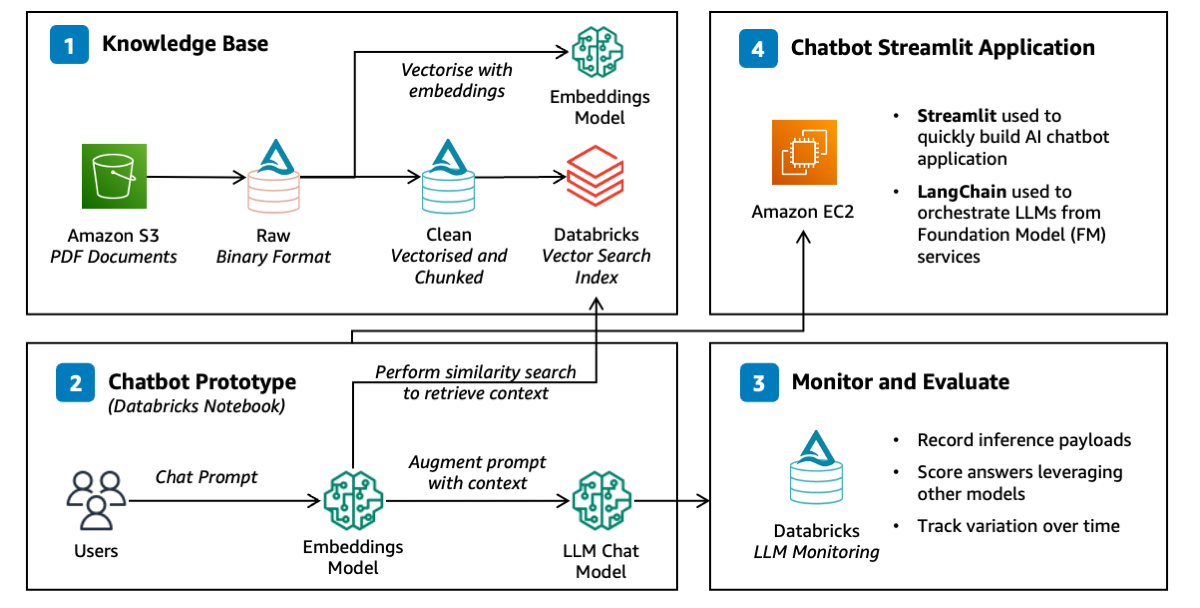 1 Knowledge Base
Vectorise with
embeddings
Embeddings
Model
Amazon S3
PDF Documents
Raw
Binary Format
Clean
Vectorised and
Chunked
Databricks
Vector Search
Index
4 Chatbot Streamlit Application
Amazon EC2
• Streamlit used to
quickly build AI chatbot
application
• LangChain used to
orchestrate LLMs from
Foundation Model (FM)
services
2 Chatbot Prototype
(Databricks Notebook)
Perform similarity search
to retrieve context
Chat Prompt
Augment prompt
with context
Users
Embeddings
Model
LLM Chat
Model
3 Monitor and Evaluate
Databricks
LLM Monitoring
• Record inference payloads
• Score answers leveraging
other models
• Track variation over time